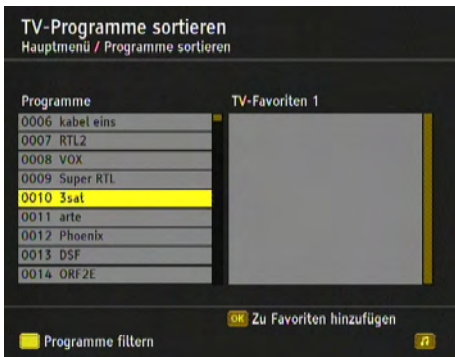 TV-Programme sortieren
Hauptmenü / Programme sortieren
Programme
TV-Favoriten 1
0006 kabel eins
0007 RTL2
0008 VOX
0009 Super RTL
0010 3sat
0011 arte
0012 Phoenix
0013 DSF
0014 ORF2E
OK Zu Favoriten hinzufügen
Programme filtern